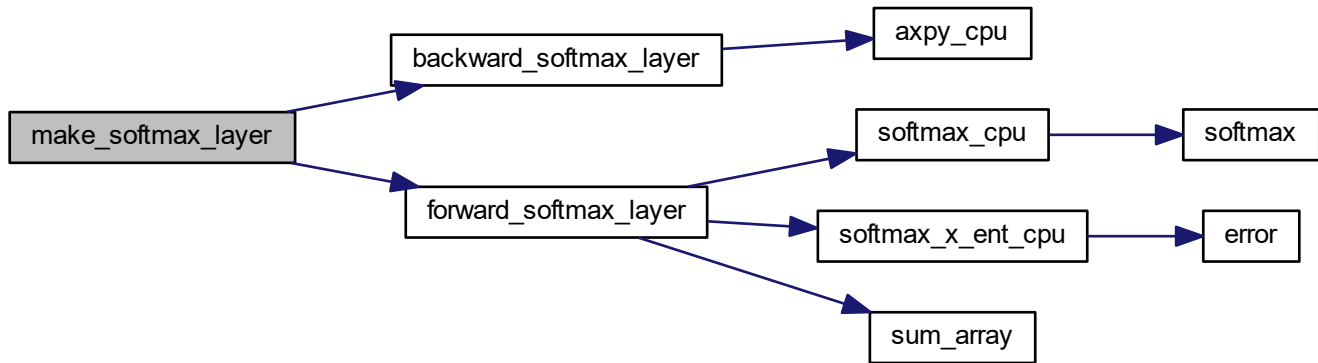 make_softmax_layer
backward_softmax_layer
axpy_cpu
forward_softmax_layer
softmax_cpu
softmax
softmax_x_ent_cpu
error
sum_array